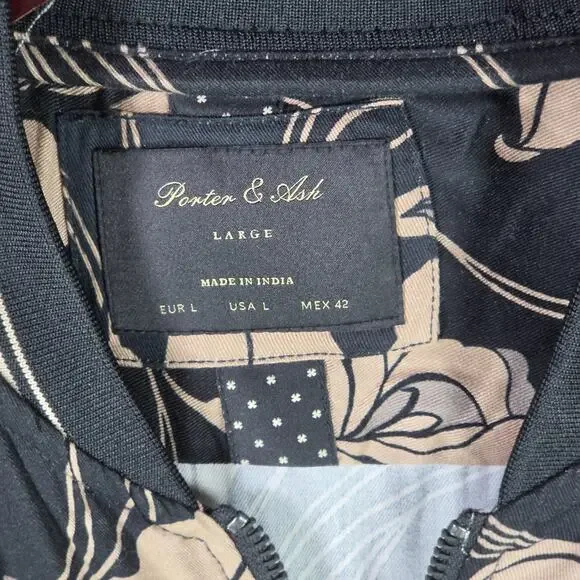 Porter & Ash
LARGE
MADE IN INDIA
EUR L USA L MEX 42